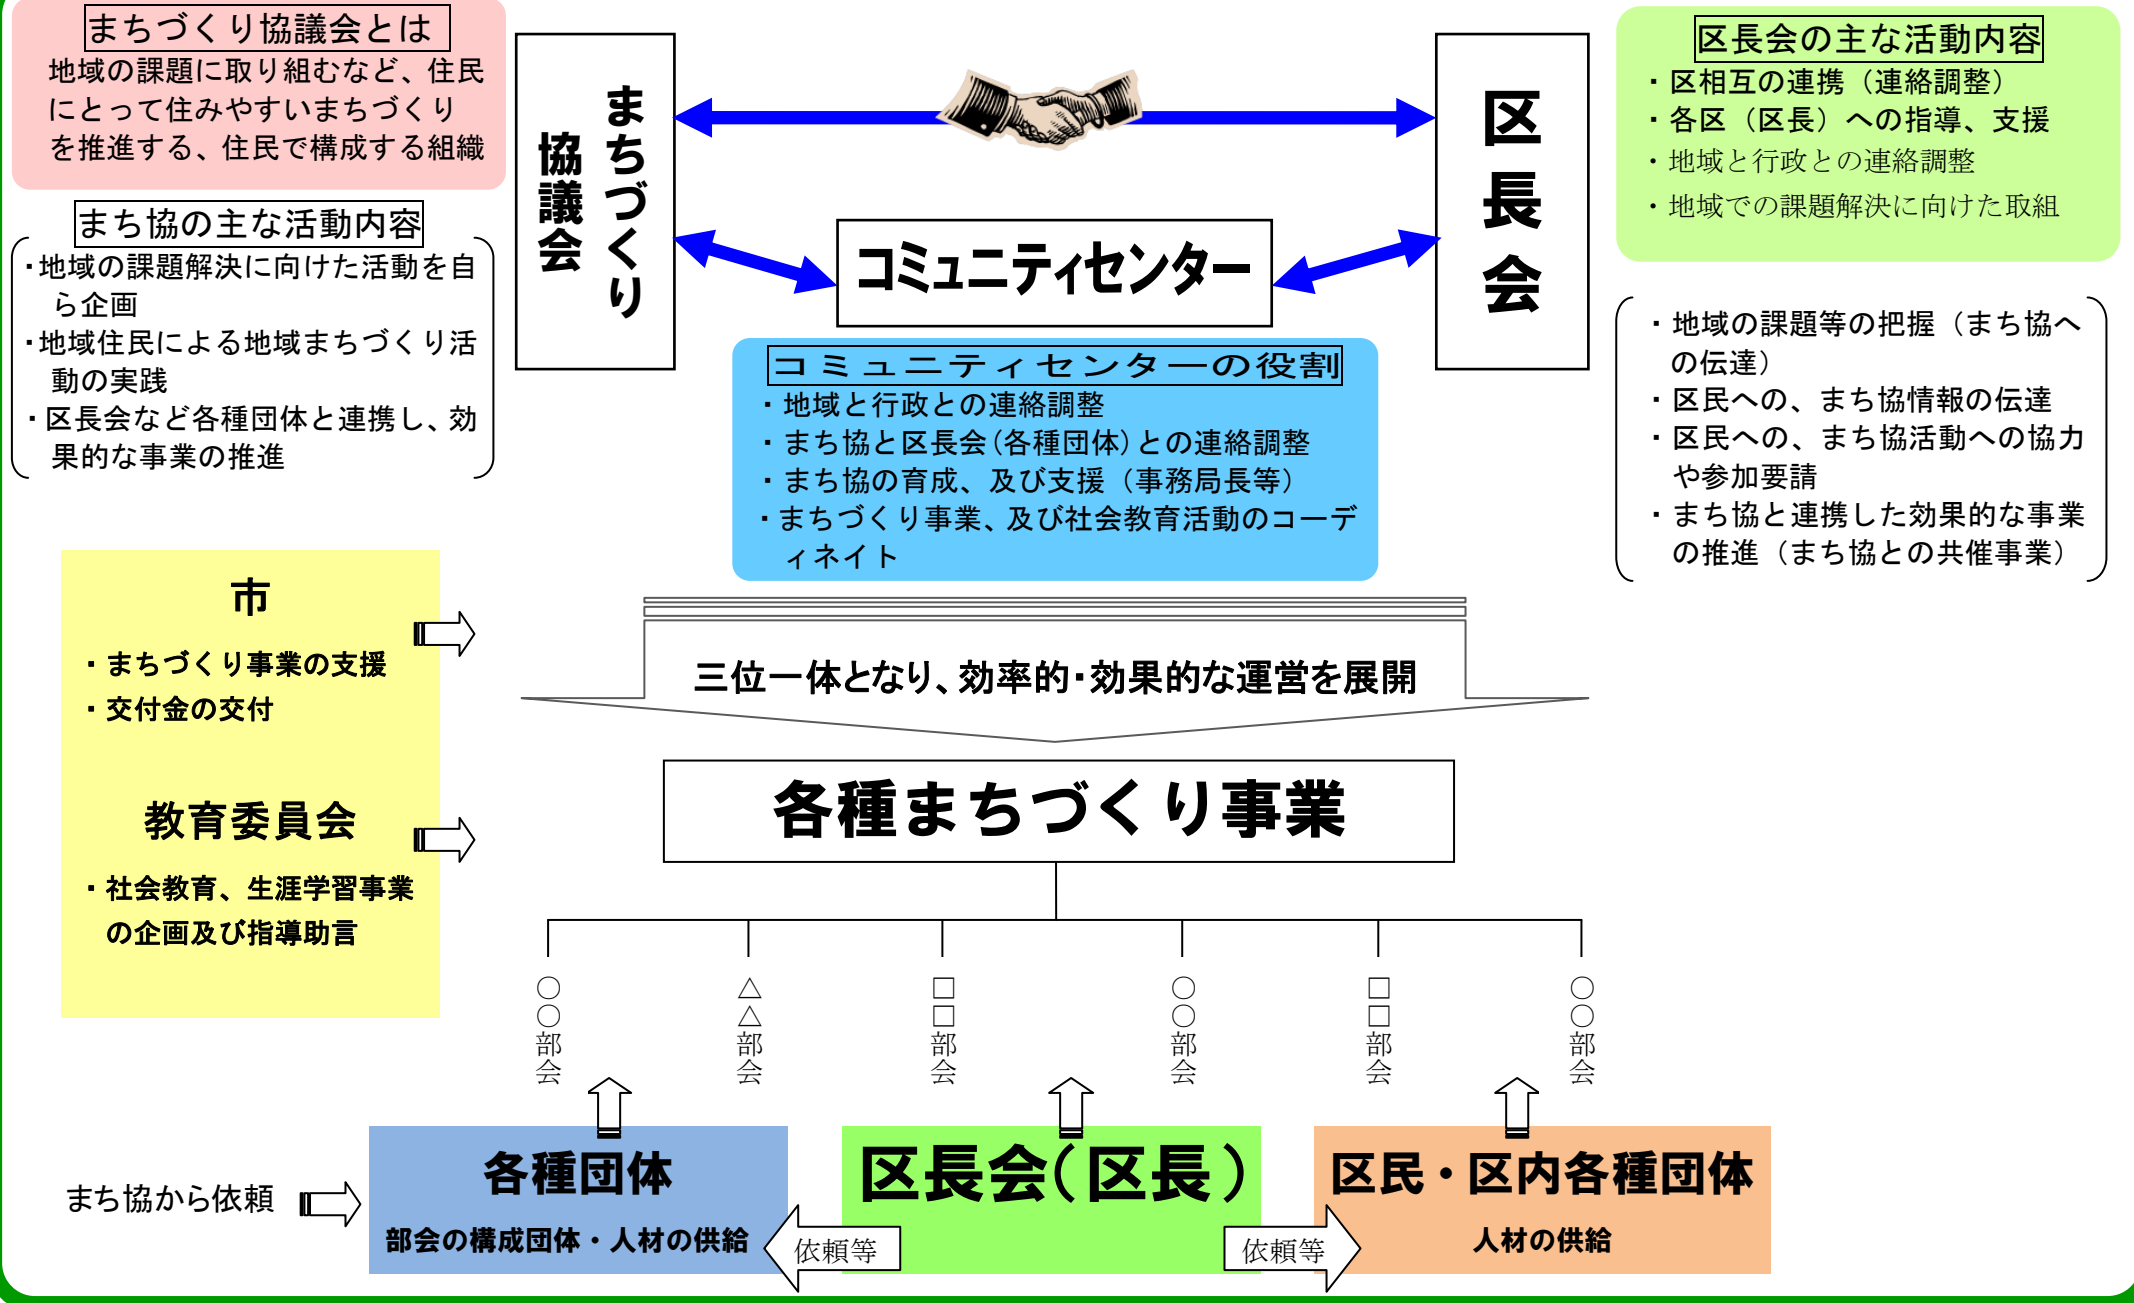 まちづくり協議会とは
地域の課題に取り組むなど、住民
にとって住みやすいまちづくり
を推進する、住民で構成する組織
まち協の主な活動内容
・地域の課題解決に向けた活動を自
ら企画
・地域住民による地域まちづくり活
動の実践
・区長会など各種団体と連携し、効
果的な事業の推進
まちづくり
協議会
コミュニティセンター
区長会
コミュニティセンターの役割
・地域と行政との連絡調整
・まち協と区長会(各種団体)との連絡調整
・まち協の育成、及び支援（事務局長等）
・まちづくり事業、及び社会教育活動のコーデ
ィネイト
区長会の主な活動内容
・区相互の連携（連絡調整）
・各区（区長）への指導、支援
・地域と行政との連絡調整
・地域での課題解決に向けた取組
・地域の課題等の把握（まち協へ
の伝達）
・区民への、まち協情報の伝達
・区民への、まち協活動への協力
や参加要請
・まち協と連携した効果的な事業
の推進（まち協との共催事業）
市
・まちづくり事業の支援
・交付金の交付
教育委員会
・社会教育、生涯学習事業
の企画及び指導助言
三位一体となり、効率的・効果的な運営を展開
各種まちづくり事業
○○部会
△△部会
□□部会
○○部会
□□部会
○○部会
まち協から依頼
各種団体
部会の構成団体・人材の供給
依頼等
区長会(区長)
依頼等
区民・区内各種団体
人材の供給